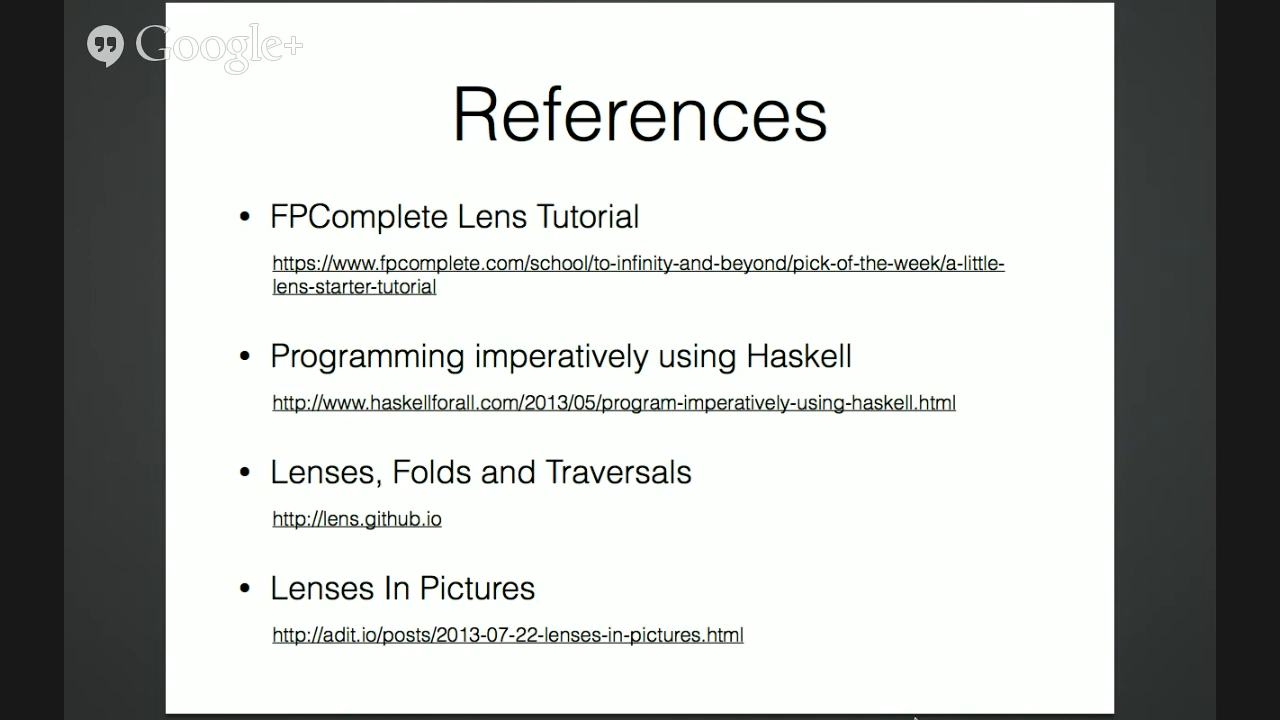 Google+
References
• FPComplete Lens Tutorial
https://www.fpcomplete.com/school/to-infinity-and-beyond/pick-of-the-week/a-little-
lens-starter-tutorial
• Programming imperatively using Haskell
http://www.haskellforall.com/2013/05/program-imperatively-using-haskell.html
• Lenses, Folds and Traversals
http://lens.github.io
• Lenses In Pictures
http://adit.io/posts/2013-07-22-lenses-in-pictures.html